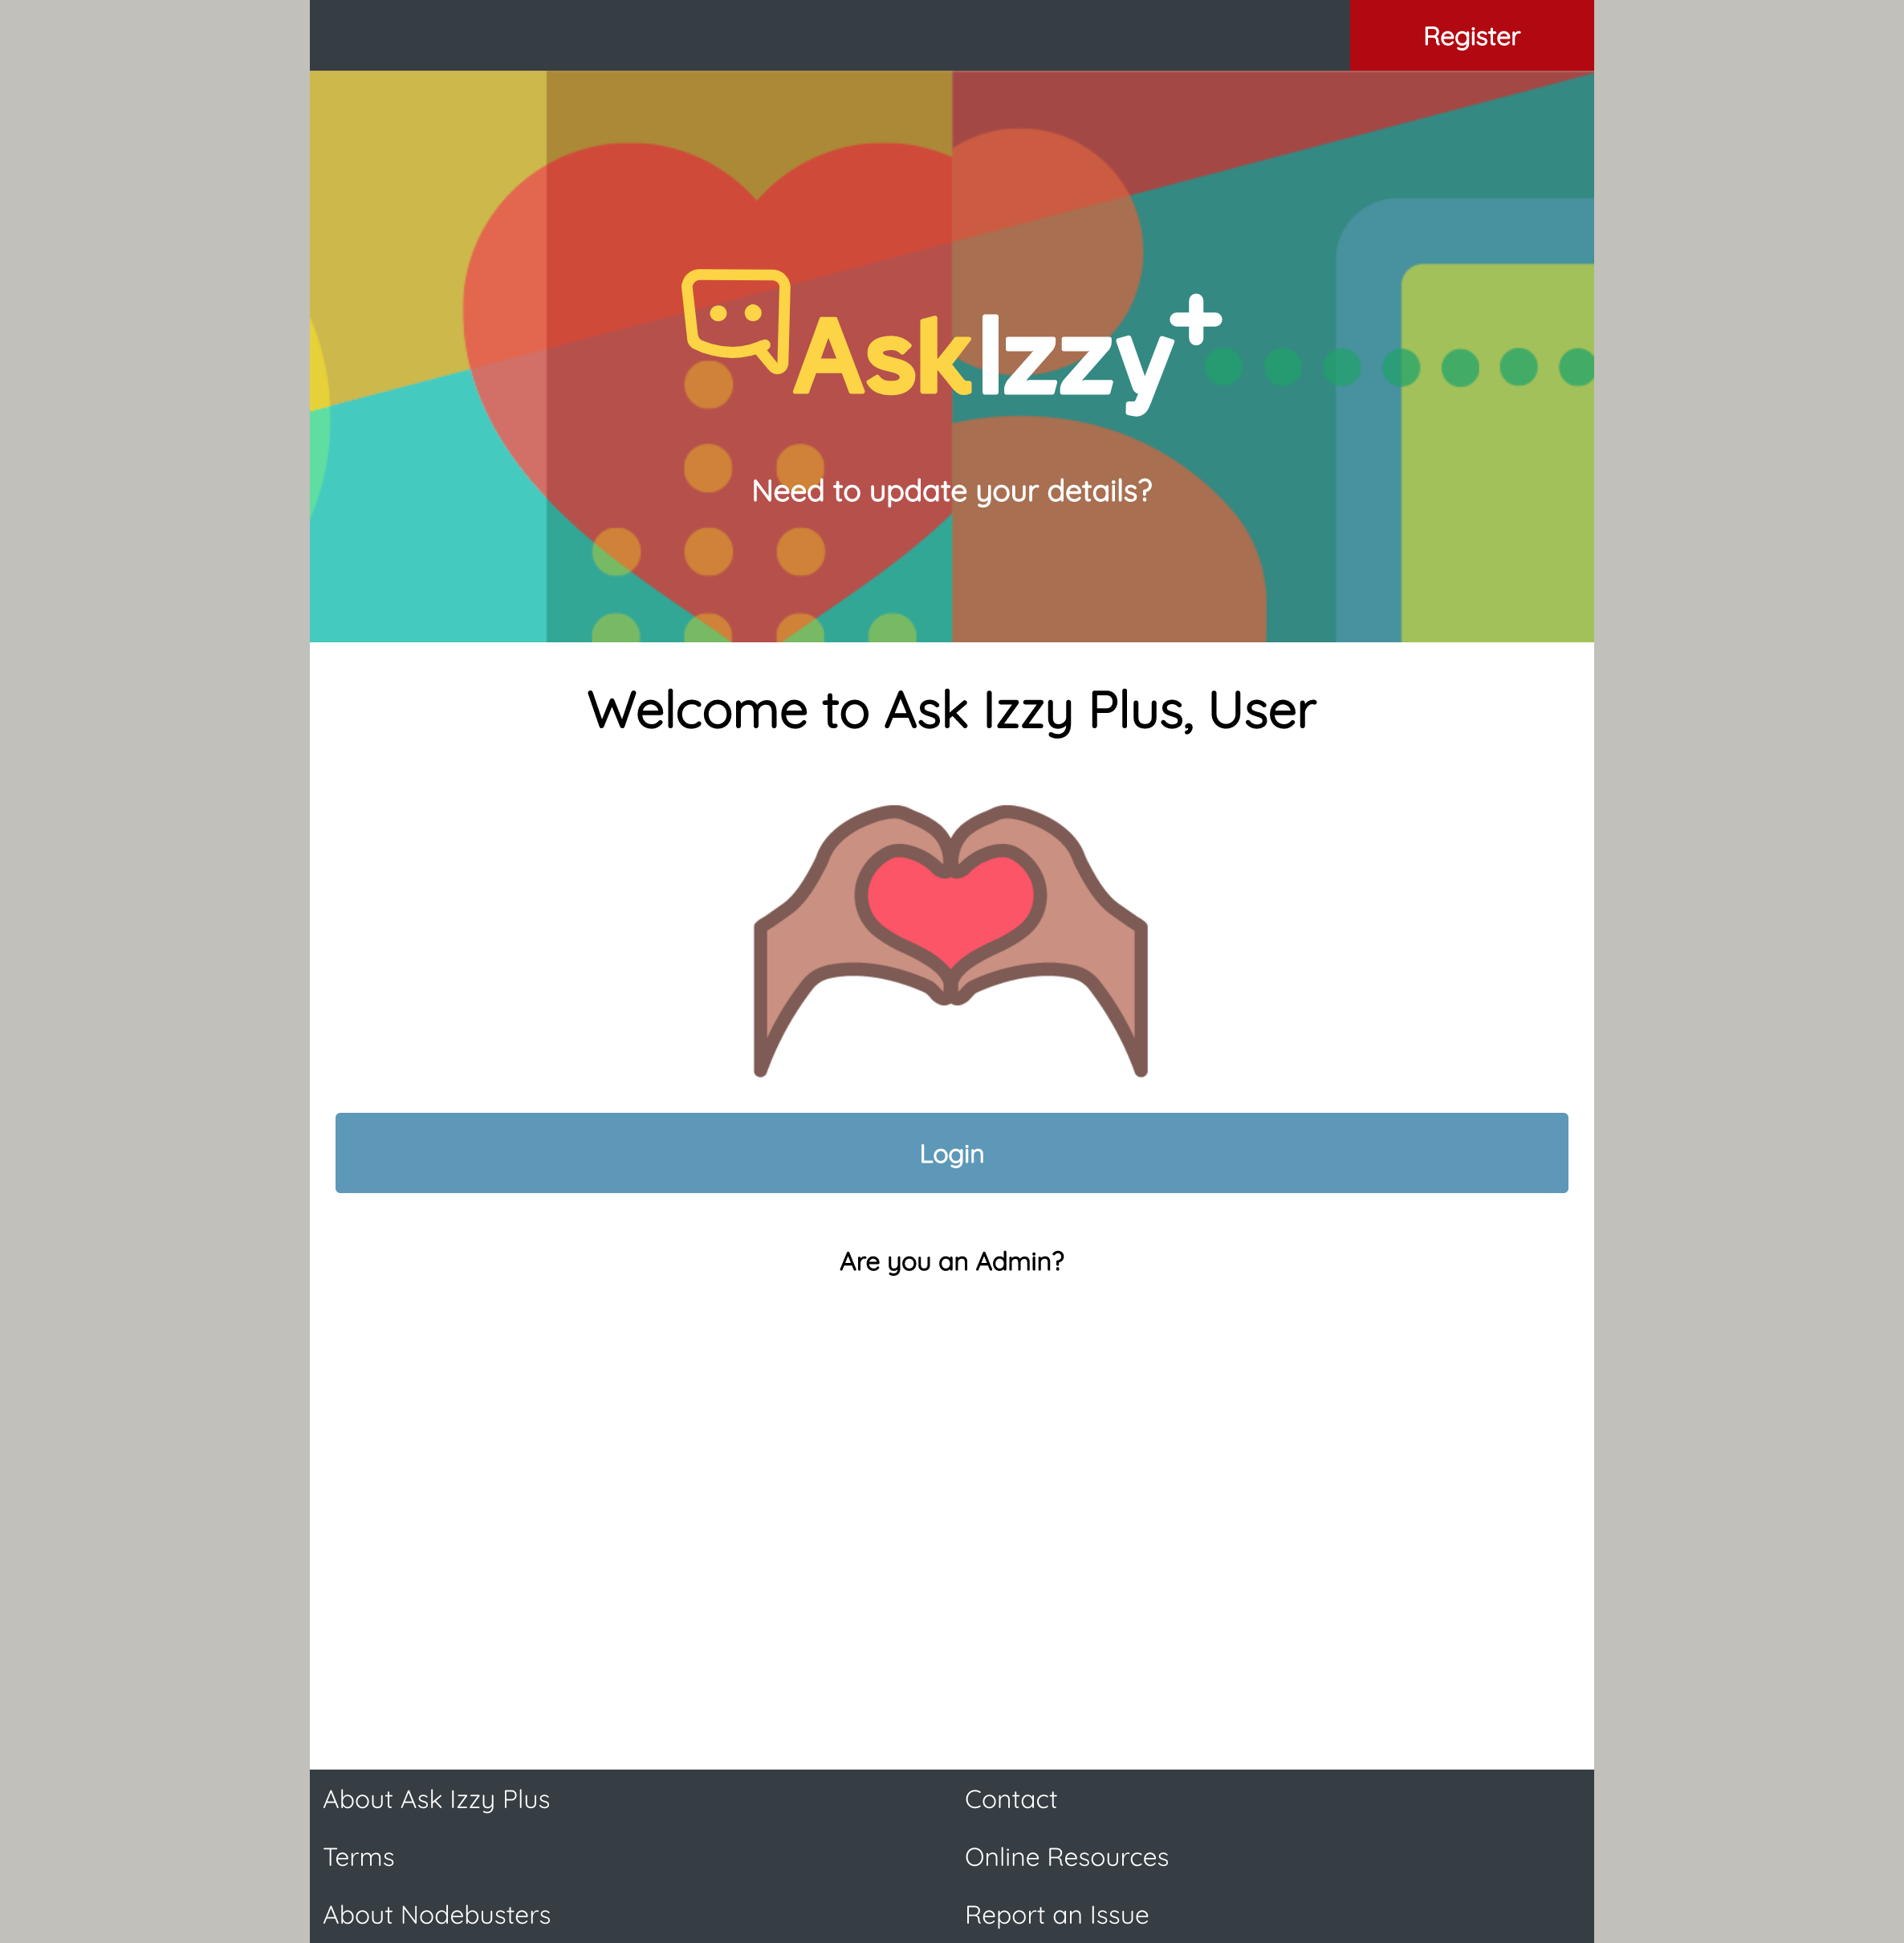 Register
AskIzzy+
Need to update your details?
Welcome to Ask Izzy Plus, User
Login
Are you an Admin?
About Ask Izzy Plus
Contact
Terms
Online Resources
About Nodebusters
Report an Issue